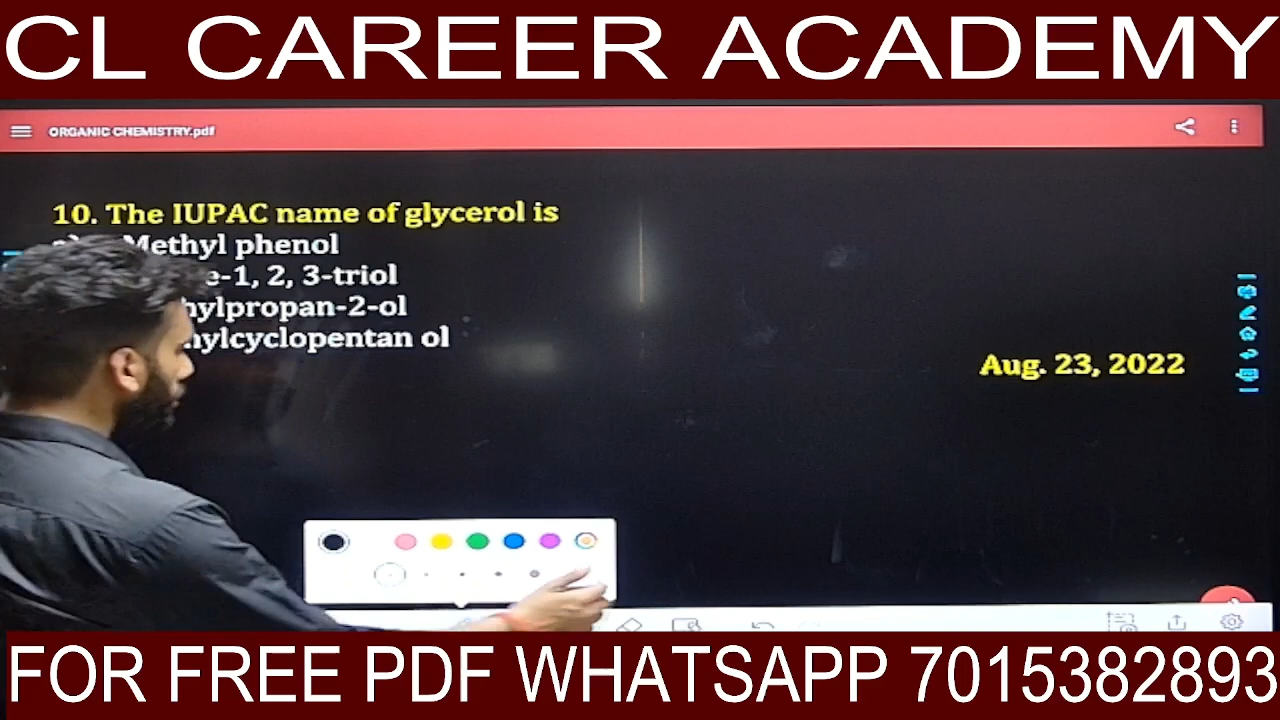 CL CAREER ACADEMY
ORGANIC CHEMISTRY.pdf
10. The IUPAC name of glycerol is
Methyl phenol
e-1, 2, 3-triol
hylpropan-2-ol
hylcyclopentan ol
Aug. 23, 2022
FOR FREE PDF WHATSAPP 7015382893